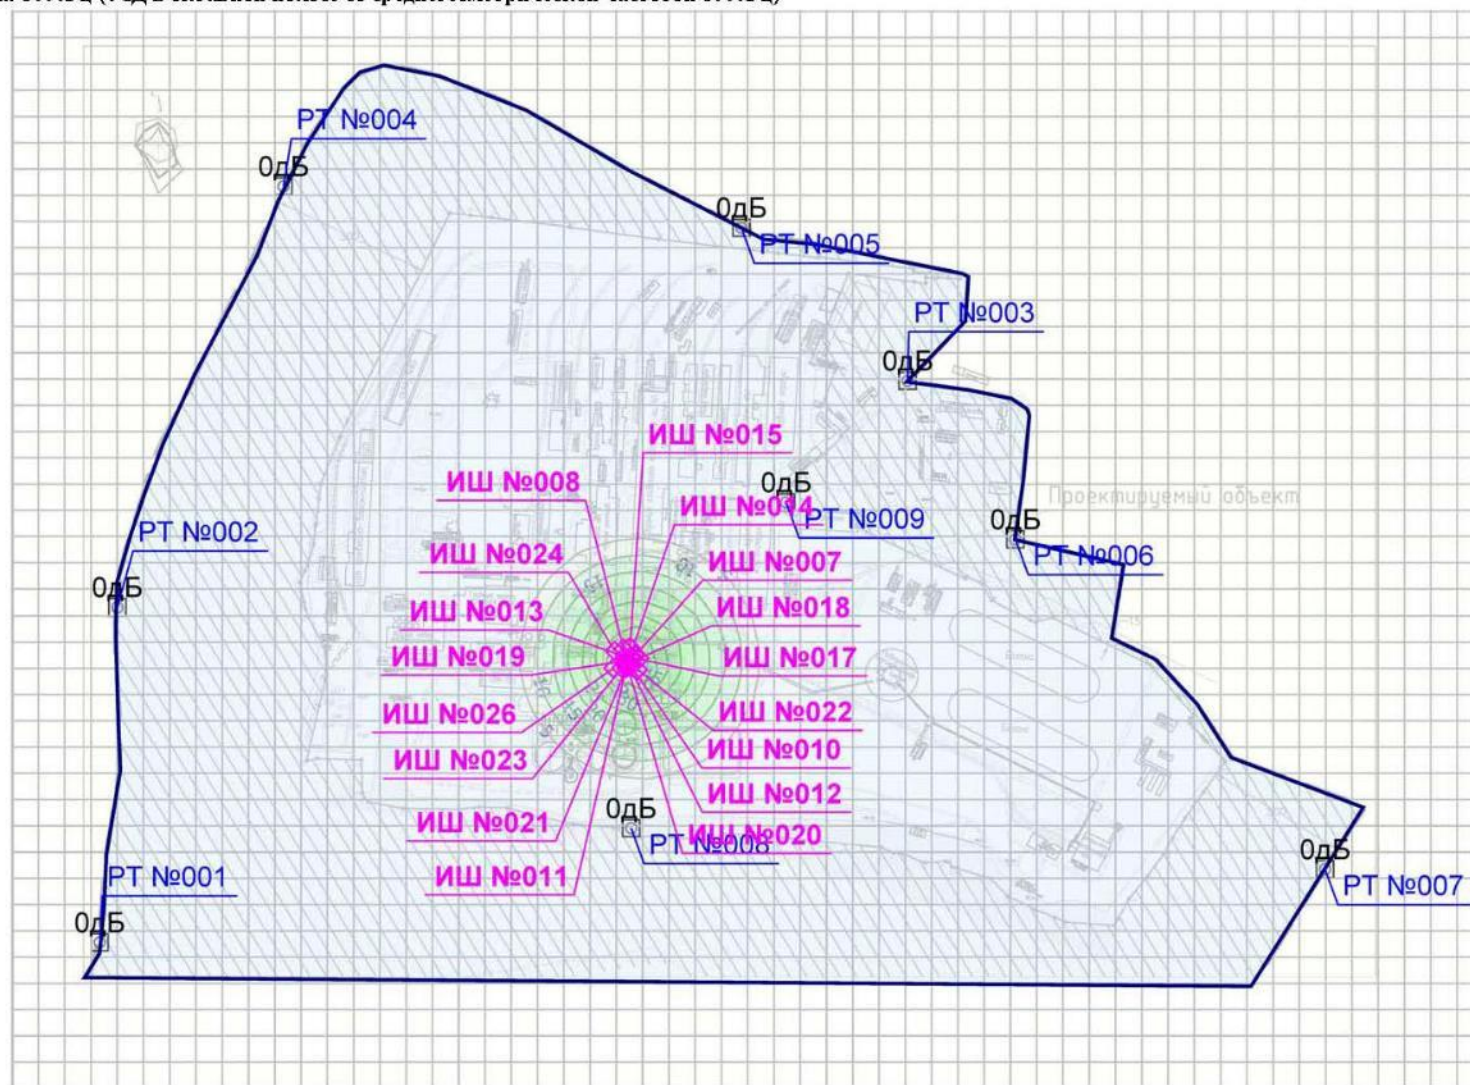 РТ №004
0дБ
0дБ
РТ №005
РТ №003
0дБ
ИШ №015
ИШ №008
0дБ
ИШ №014
РТ №009
Проектируемый объект
0дБ
РТ №006
РТ №002
ИШ №024
ИШ №007
0дБ
ИШ №013
ИШ №018
ИШ №019
ИШ №017
ИШ №026
ИШ №022
ИШ №023
ИШ №010
ИШ №012
0дБ
ИШ №021
ИШ №020
РТ №008
0дБ
РТ №001
ИШ №011
РТ №007
0дБ